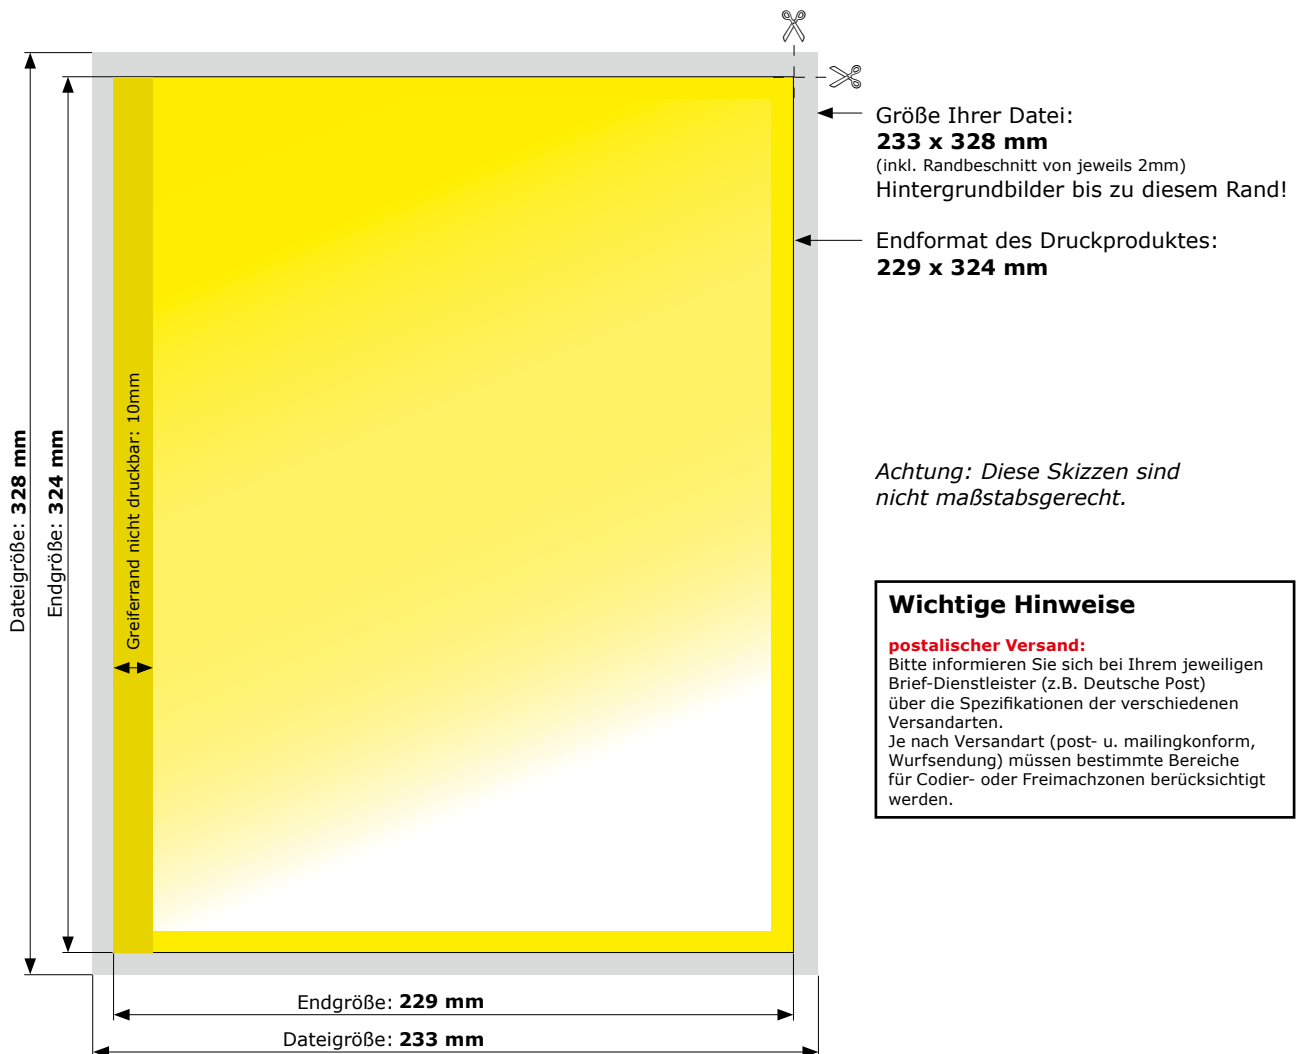 Größe Ihrer Datei:
233 x 328 mm
(inkl. Randbeschnitt von jeweils 2mm)
Hintergrundbilder bis zu diesem Rand!
Endformat des Druckproduktes:
229 x 324 mm
Dateigröße: 328 mm
Endgröße: 324 mm
Greiferrand nicht druckbar: 10mm
Achtung: Diese Skizzen sind
nicht maßstabsgerecht.
Wichtige Hinweise
postalischer Versand:
Bitte informieren Sie sich bei Ihrem jeweiligen
Brief-Dienstleister (z.B. Deutsche Post)
über die Spezifikationen der verschiedenen
Versandarten.
Je nach Versandart (post- u. mailingkonform,
Wurfsendung) müssen bestimmte Bereiche
für Codier- oder Freimachzonen berücksichtigt
werden.
Endgröße: 229 mm
Dateigröße: 233 mm